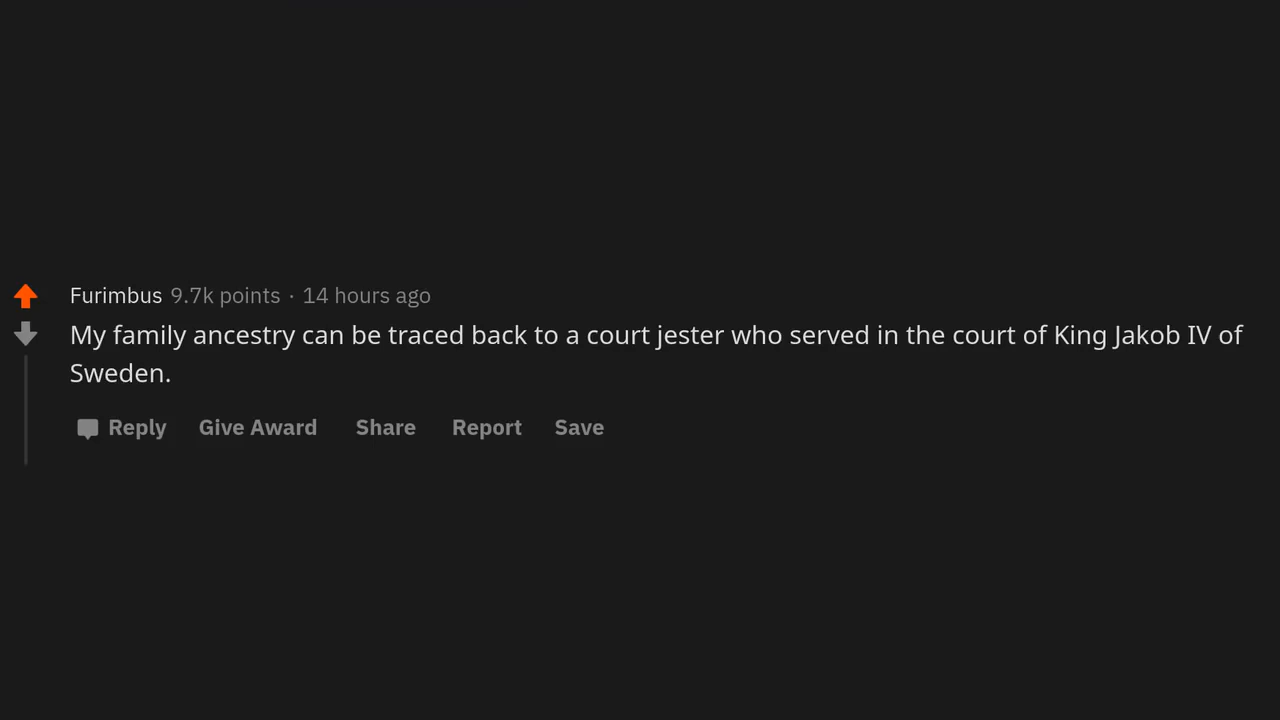 Furimbus 9.7k points · 14 hours ago
My family ancestry can be traced back to a court jester who served in the court of King Jakob IV of
Sweden.
Reply Give Award Share Report Save